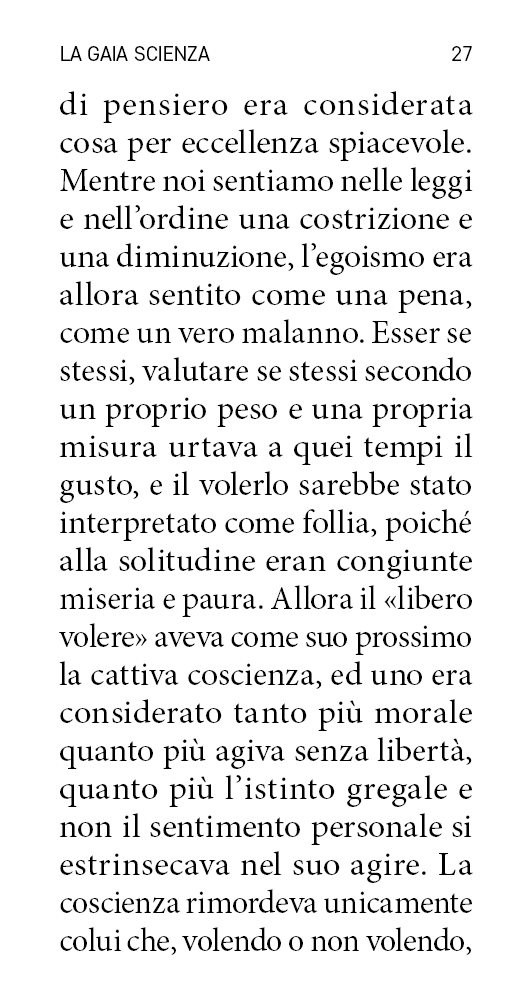 LA GAIA SCIENZA 27
di pensiero era considerata
cosa per eccellenza spiacevole.
Mentre noi sentiamo nelle leggi
e nell’ordine una costrizione e
una diminuzione, l’egoismo era
allora sentito come una pena,
come un vero malanno. Esser se
stessi, valutare se stessi secondo
un proprio peso e una propria
misura urtava a quei tempi il
gusto, e il volerlo sarebbe stato
interpretato come follia, poiché
alla solitudine eran congiunte
miseria e paura. Allora il «libero
volere» aveva come suo prossimo
la cattiva coscienza, ed uno era
considerato tanto più morale
quanto più agiva senza libertà,
quanto più l’istinto gregale e
non il sentimento personale si
estrinsecava nel suo agire. La
coscienza rimordeva unicamente
colui che, volendo o non volendo,